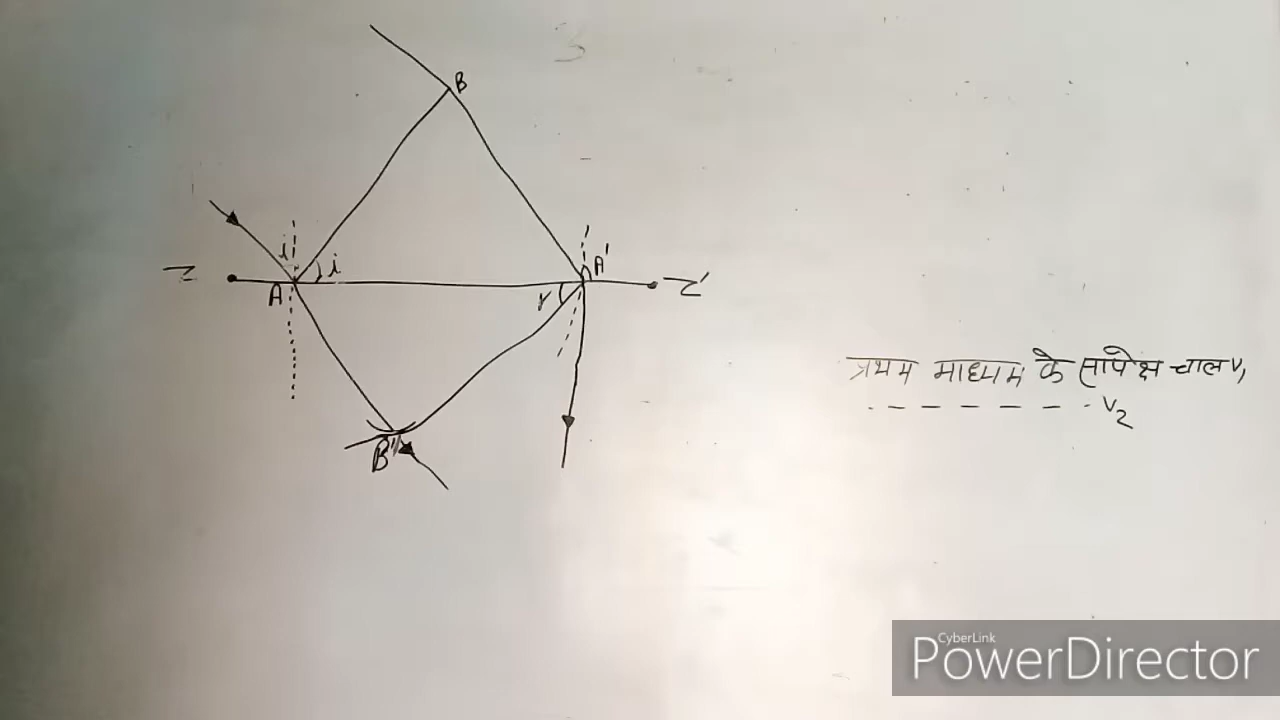 B
i
i
A'
Z
A
r
Z'
B'
प्रथम माध्यम के सापेक्ष चाल V₁
- - - - - - - V₂
CyberLink
PowerDirector